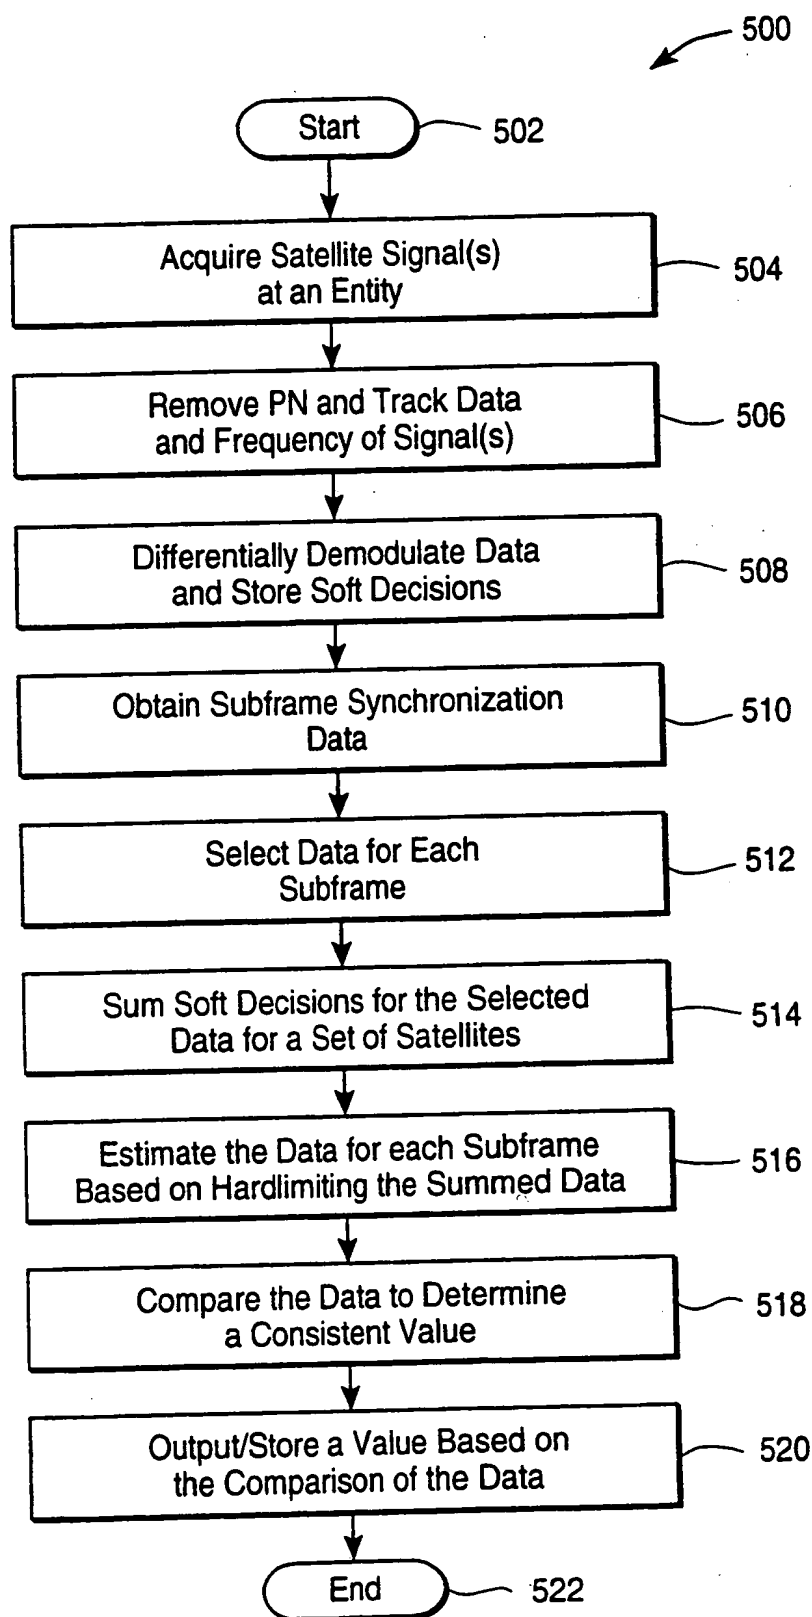 500
Start
502
Acquire Satellite Signal(s)
at an Entity
504
Remove PN and Track Data
and Frequency of Signal(s)
506
Differentially Demodulate Data
and Store Soft Decisions
508
Obtain Subframe Synchronization
Data
510
Select Data for Each
Subframe
512
Sum Soft Decisions for the Selected
Data for a Set of Satellites
514
Estimate the Data for each Subframe
Based on Hardlimiting the Summed Data
516
Compare the Data to Determine
a Consistent Value
518
Output/Store a Value Based on
the Comparison of the Data
520
End
522